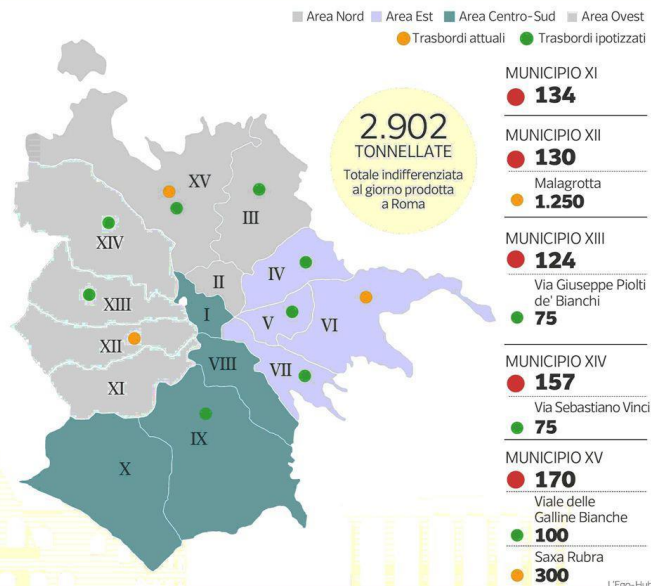 Area Nord Area Est Area Centro-Sud Area Ovest
Trasbordi attuali Trasbordi ipotizzati
2.902
TONNELLATE
Totale indifferenziata
al giorno prodotta
a Roma
XV
III
XIV
II
IV
XIII
I
V
VI
XII
VIII
VII
XI
IX
X
MUNICIPIO XI
134
MUNICIPIO XII
130
Malagrotta
1.250
MUNICIPIO XIII
124
Via Giuseppe Piolti
de' Bianchi
75
MUNICIPIO XIV
157
Via Sebastiano Vinci
75
MUNICIPIO XV
170
Viale delle
Galline Bianche
100
Saxa Rubra
300
L'Ego-Hub